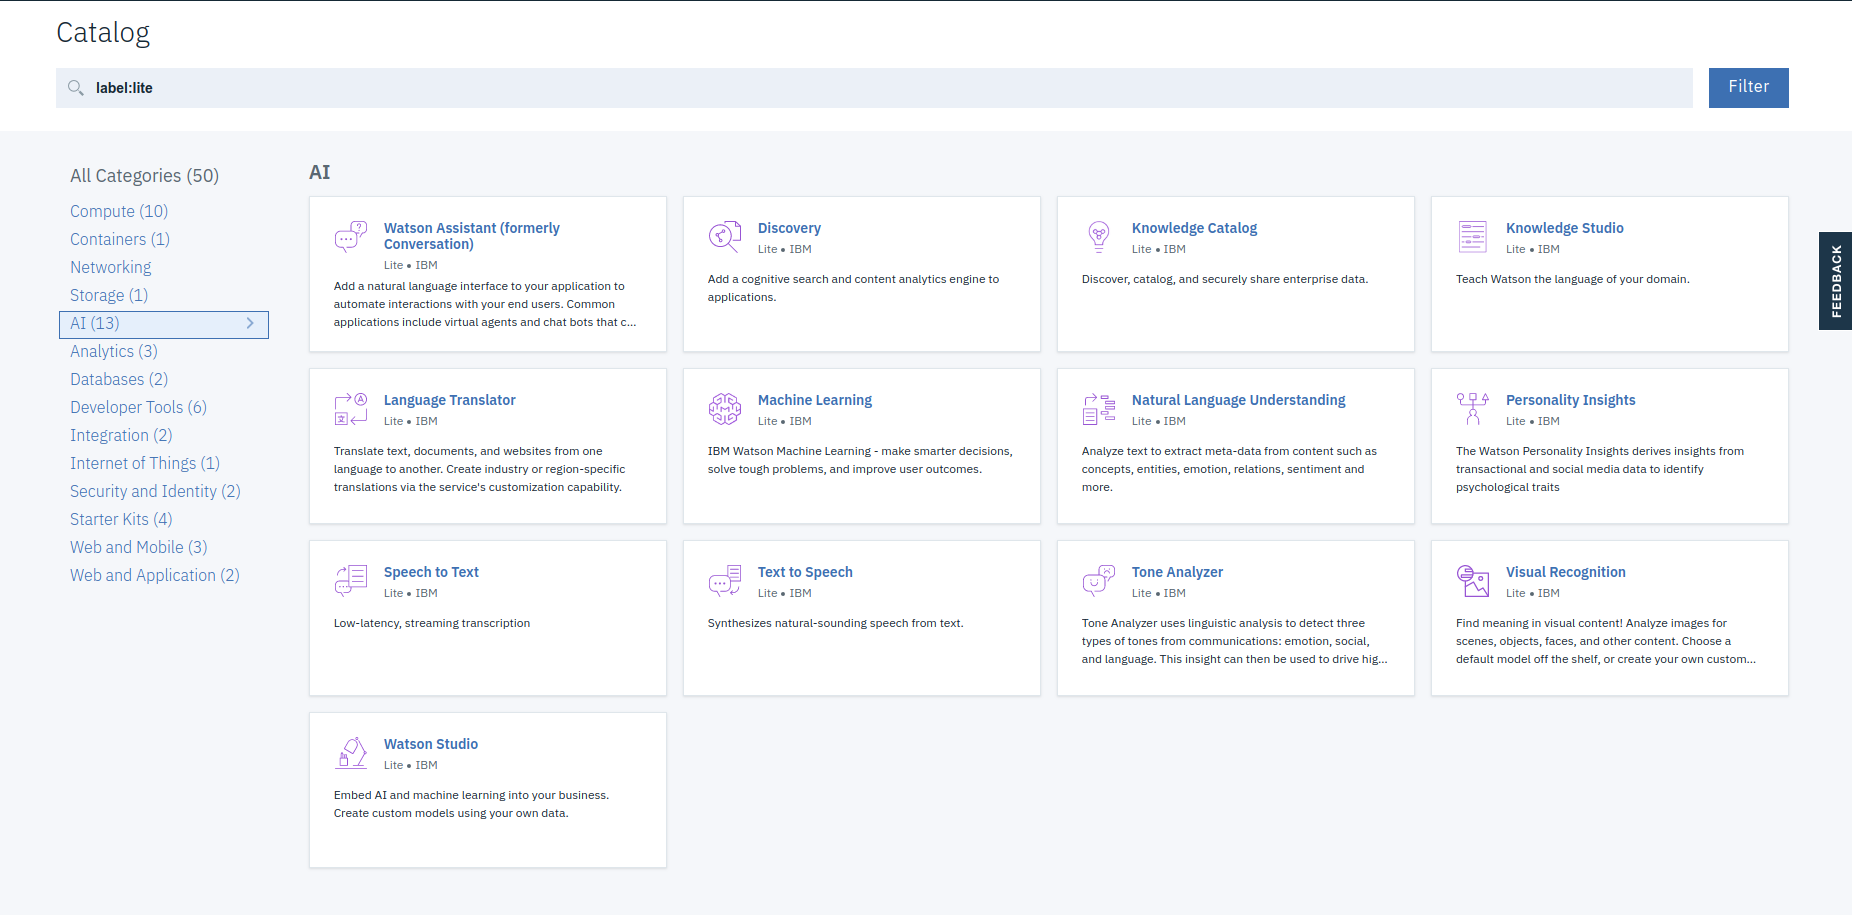 Catalog
label:lite
Filter
All Categories (50)
Compute (10)
Containers (1)
Networking
Storage (1)
AI (13)
Analytics (3)
Databases (2)
Developer Tools (6)
Integration (2)
Internet of Things (1)
Security and Identity (2)
Starter Kits (4)
Web and Mobile (3)
Web and Application (2)
AI
Watson Assistant (formerly
Conversation)
Lite • IBM
Add a natural language interface to your application to
automate interactions with your end users. Common
applications include virtual agents and chat bots that c...
Discovery
Lite • IBM
Add a cognitive search and content analytics engine to
applications.
Knowledge Catalog
Lite • IBM
Discover, catalog, and securely share enterprise data.
Knowledge Studio
Lite • IBM
Teach Watson the language of your domain.
Language Translator
Lite • IBM
Translate text, documents, and websites from one
language to another. Create industry or region-specific
translations via the service's customization capability.
Machine Learning
Lite • IBM
IBM Watson Machine Learning - make smarter decisions,
solve tough problems, and improve user outcomes.
Natural Language Understanding
Lite • IBM
Analyze text to extract meta-data from content such as
concepts, entities, emotion, relations, sentiment and
more.
Personality Insights
Lite • IBM
The Watson Personality Insights derives insights from
transactional and social media data to identify
psychological traits
Speech to Text
Lite • IBM
Low-latency, streaming transcription
Text to Speech
Lite • IBM
Synthesizes natural-sounding speech from text.
Tone Analyzer
Lite • IBM
Tone Analyzer uses linguistic analysis to detect three
types of tones from communications: emotion, social,
and language. This insight can then be used to drive hig...
Visual Recognition
Lite • IBM
Find meaning in visual content! Analyze images for
scenes, objects, faces, and other content. Choose a
default model off the shelf, or create your own custom...
Watson Studio
Lite • IBM
Embed AI and machine learning into your business.
Create custom models using your own data.
FEEDBACK